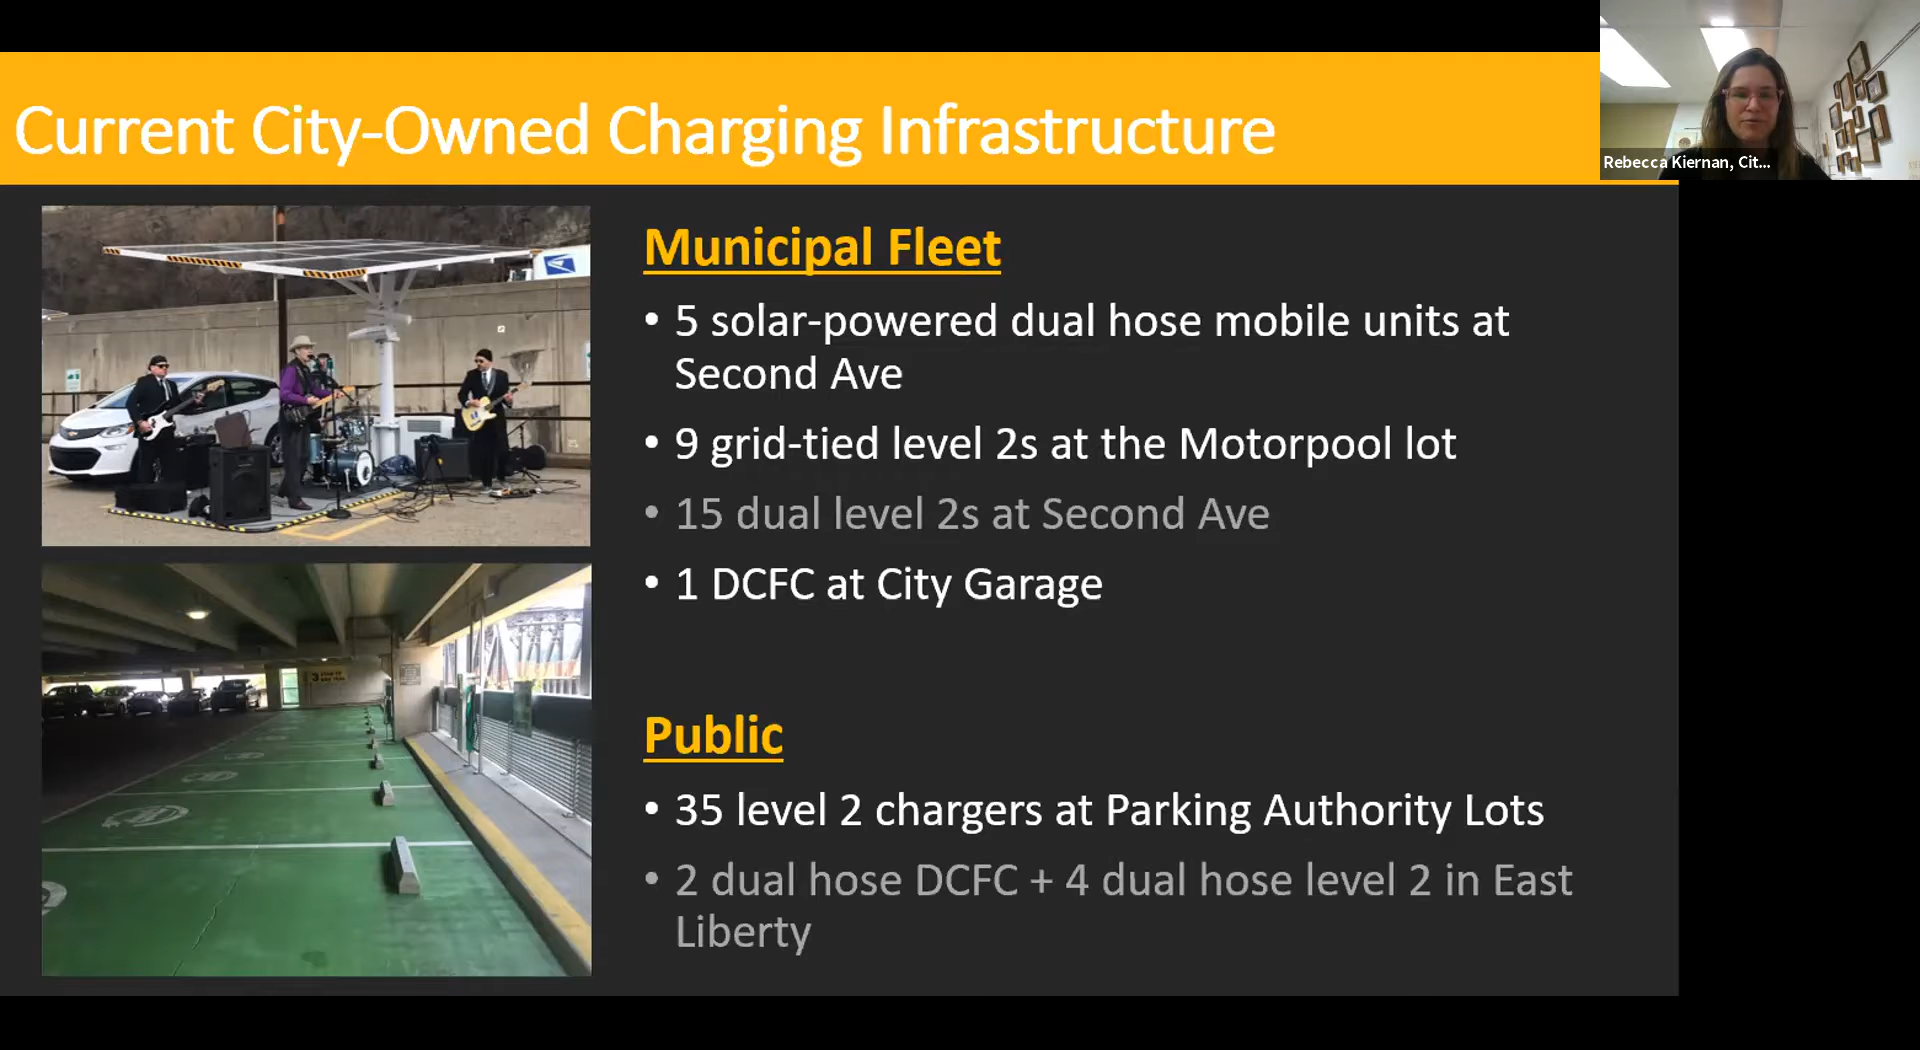 Current City-Owned Charging Infrastructure
Rebecca Kiernan, Cit...
Municipal Fleet
• 5 solar-powered dual hose mobile units at
Second Ave
• 9 grid-tied level 2s at the Motorpool lot
• 15 dual level 2s at Second Ave
• 1 DCFC at City Garage
Public
• 35 level 2 chargers at Parking Authority Lots
• 2 dual hose DCFC + 4 dual hose level 2 in East
Liberty